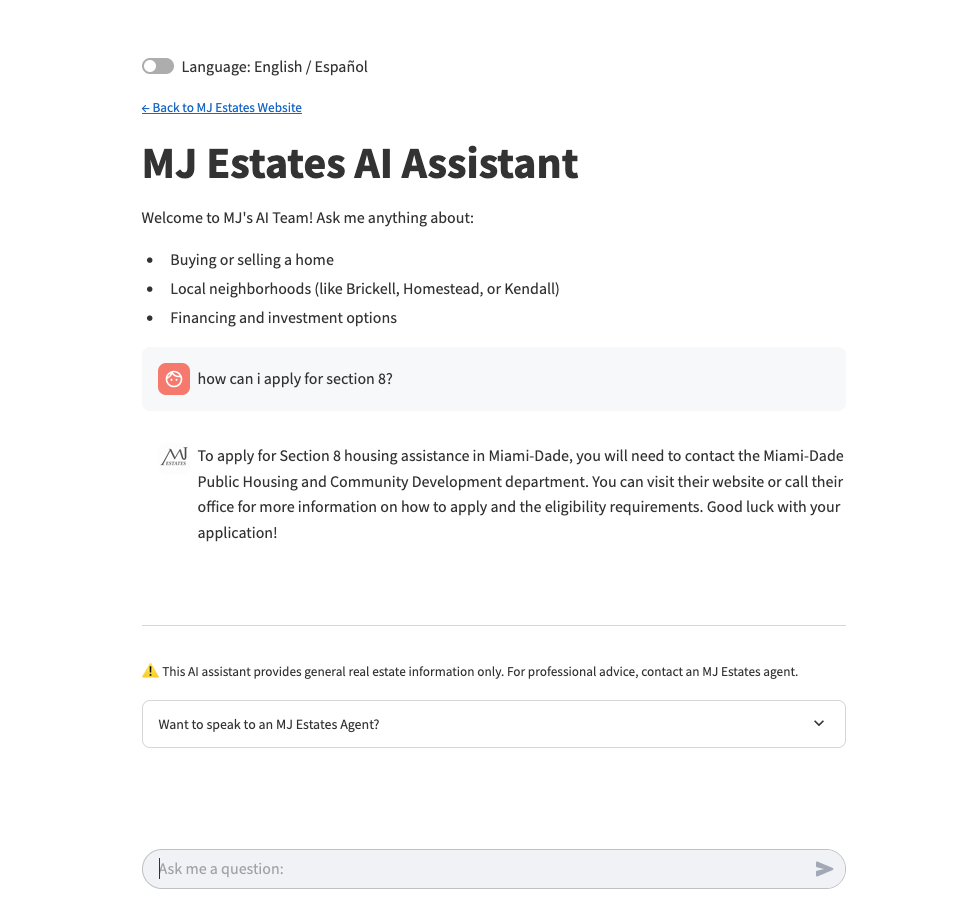 Language: English / Español
← Back to MJ Estates Website
MJ Estates AI Assistant
Welcome to MJ's AI Team! Ask me anything about:
• Buying or selling a home
• Local neighborhoods (like Brickell, Homestead, or Kendall)
• Financing and investment options
how can i apply for section 8?
MJ
ESTATES
To apply for Section 8 housing assistance in Miami-Dade, you will need to contact the Miami-Dade
Public Housing and Community Development department. You can visit their website or call their
office for more information on how to apply and the eligibility requirements. Good luck with your
application!
⚠️ This AI assistant provides general real estate information only. For professional advice, contact an MJ Estates agent.
Want to speak to an MJ Estates Agent?
Ask me a question: